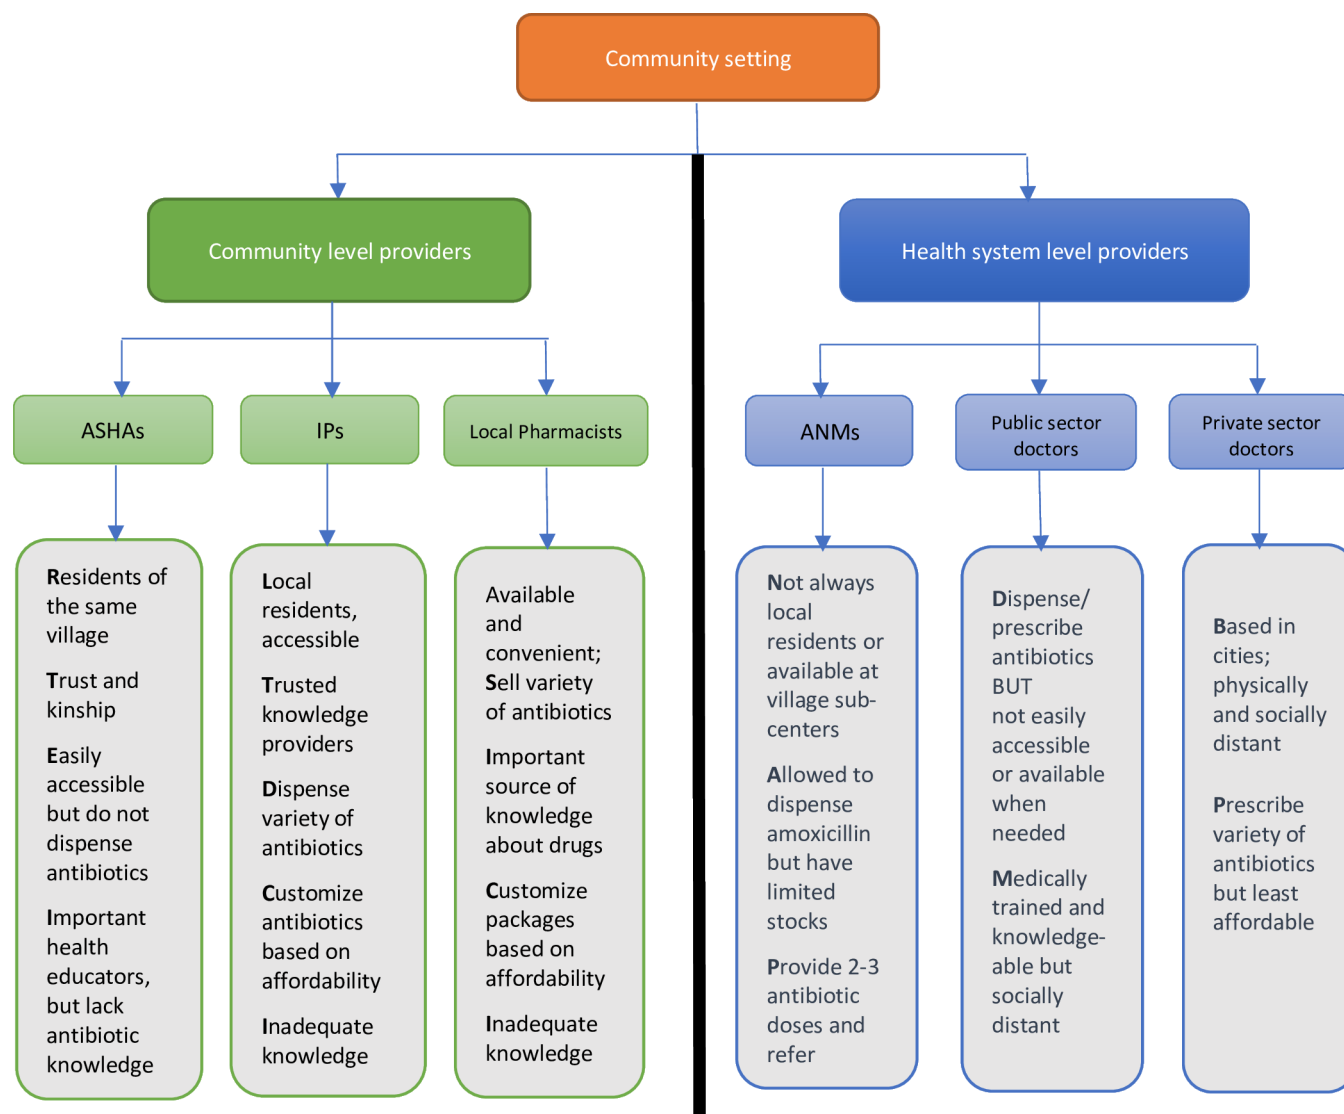 Community setting
Community level providers
Health system level providers
ASHAs
IPs
Local Pharmacists
ANMs
Public sector
doctors
Private sector
doctors
Residents of
the same
village
Trust and
kinship
Easily
accessible
but do not
dispense
antibiotics
Important
health
educators,
but lack
antibiotic
knowledge
Local
residents,
accessible
Trusted
knowledge
providers
Dispense
variety of
antibiotics
Customize
antibiotics
based on
affordability
Inadequate
knowledge
Available
and
convenient;
Sell variety
of antibiotics
Important
source of
knowledge
about drugs
Customize
packages
based on
affordability
Inadequate
knowledge
Not always
local
residents or
available at
village sub-
centers
Allowed to
dispense
amoxicillin
but have
limited
stocks
Provide 2-3
antibiotic
doses and
refer
Dispense/
prescribe
antibiotics
BUT
not easily
accessible
or available
when
needed
Medically
trained and
knowledge-
able but
socially
distant
Based in
cities;
physically
and socially
distant
Prescribe
variety of
antibiotics
but least
affordable